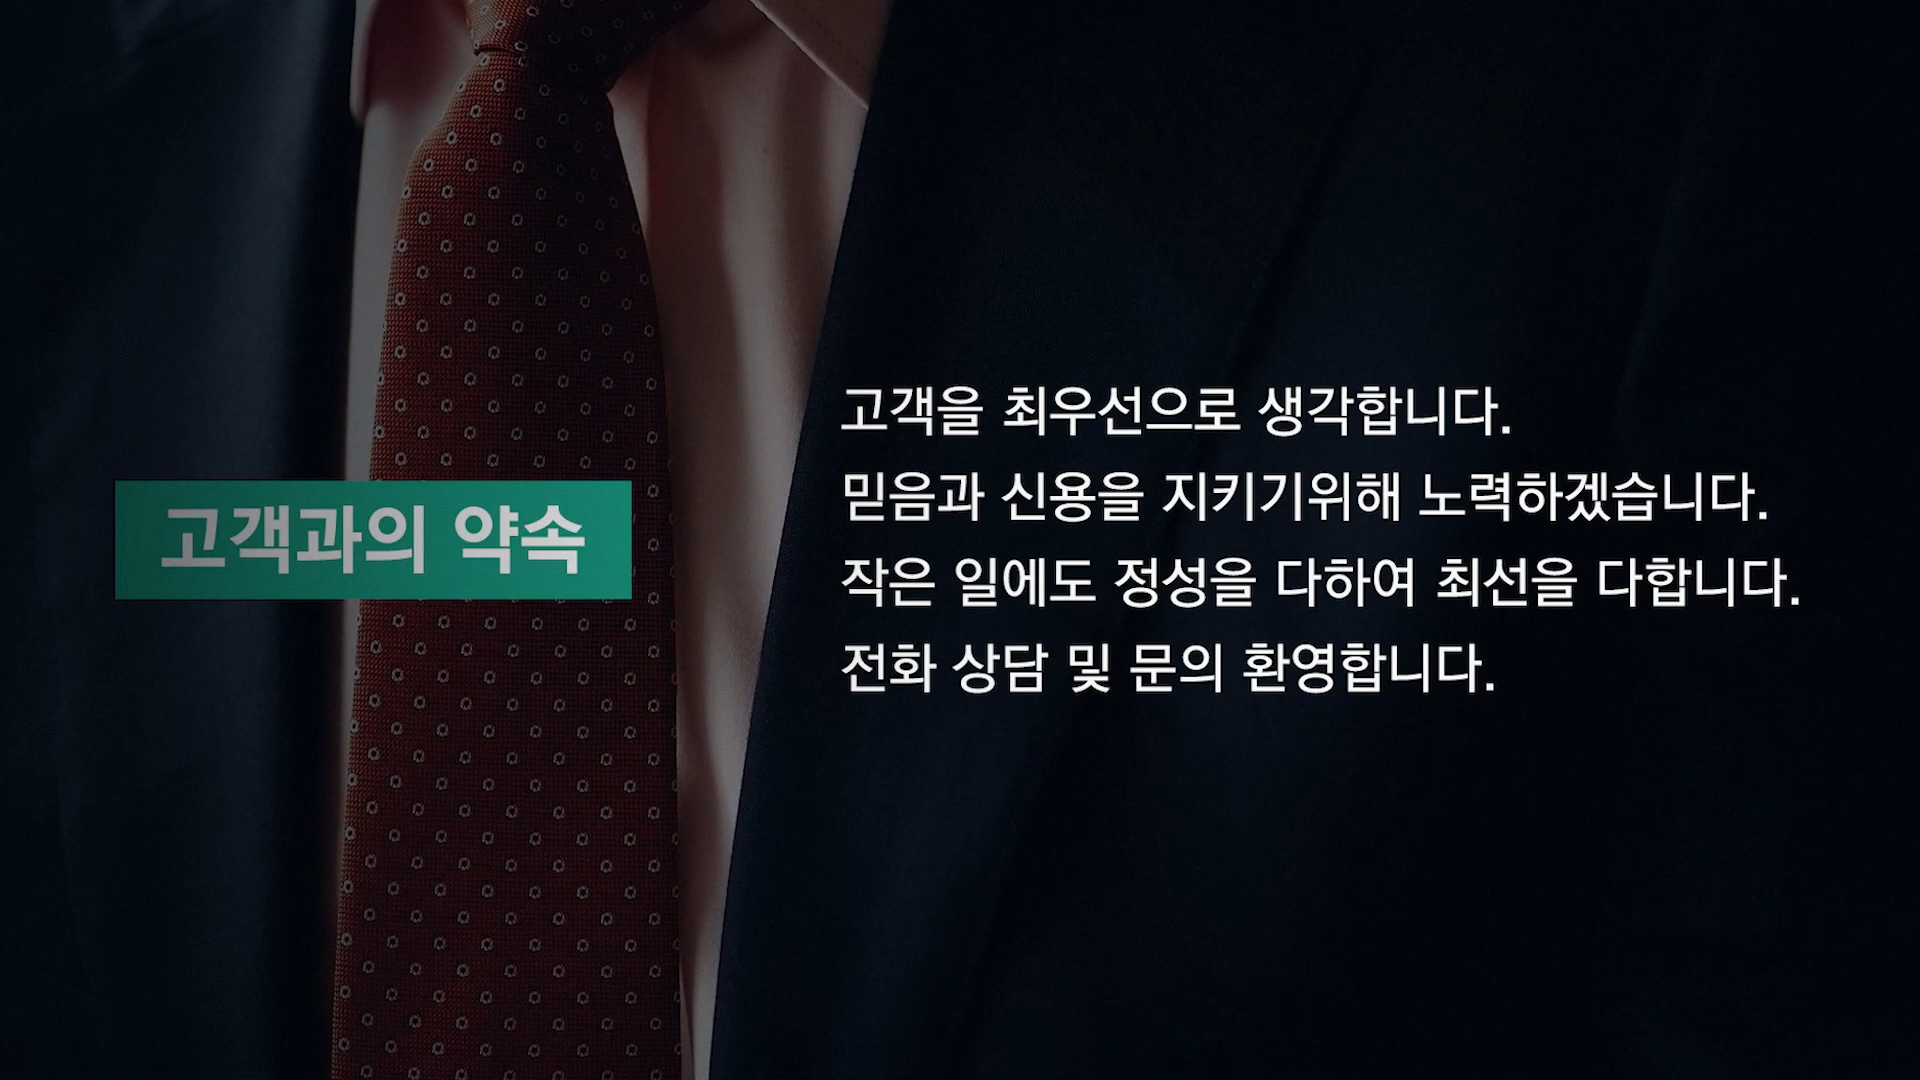 고객과의 약속
고객을 최우선으로 생각합니다.
믿음과 신용을 지키기위해 노력하겠습니다.
작은 일에도 정성을 다하여 최선을 다합니다.
전화 상담 및 문의 환영합니다.